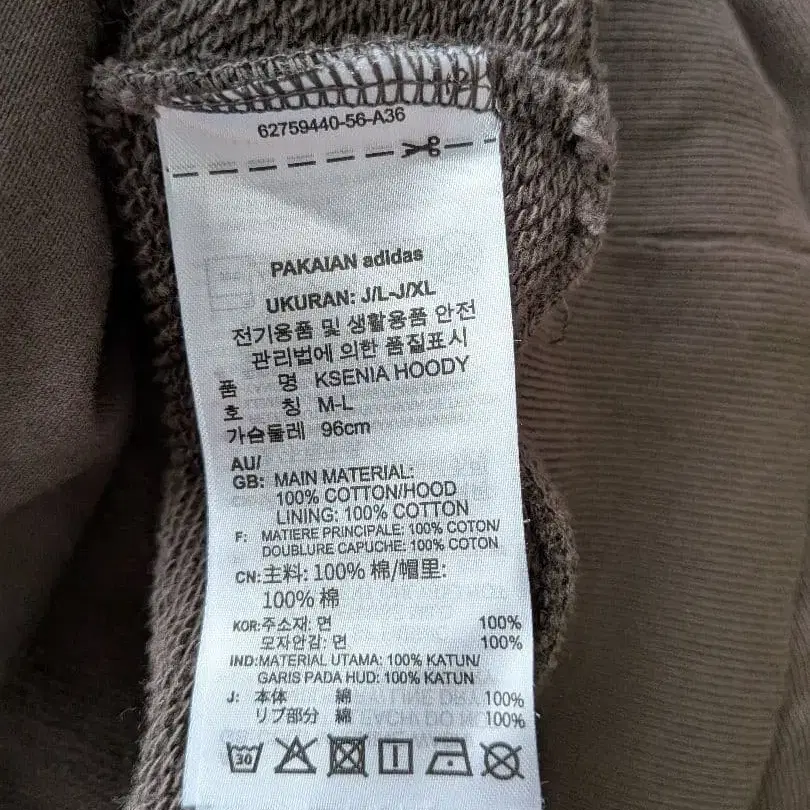 62759440-56-A36
PAKAIAN adidas
UKURAN: J/L-J/XL
전기용품 및 생활용품 안전
관리법에 의한 품질표시
품 명 KSENIA HOODY
호 칭 M-L
가슴둘레 96cm
AU/
GB: MAIN MATERIAL:
100% COTTON/HOOD
LINING: 100% COTTON
F: MATIERE PRINCIPALE: 100% COTON/
DOUBLURE CAPUCHE: 100% COTON
CN:主料: 100% 棉/帽里:
100% 棉
KOR:주소재: 면 100%
모자안감: 면 100%
IND:MATERIAL UTAMA: 100% KATUN/
GARIS PADA HUD: 100% KATUN
J: 本体 綿 100%
リブ部分 綿 100%
30